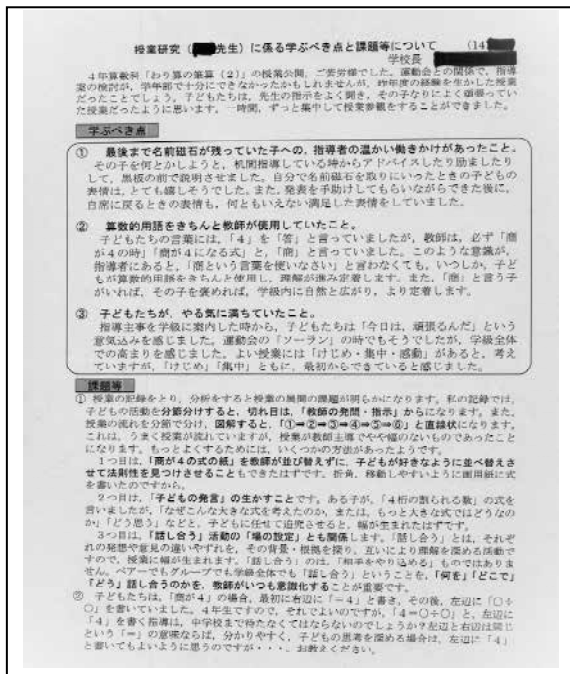 授業研究（　先生）に係る学ぶべき点と課題等について　（14
学校長
４年算数科「わり算の筆算（２）」の授業公開，ご苦労様でした。運動会との関係で，指導
案の検討が，学年部で十分にできなかったかもしれませんが，昨年度の経験を生かした授業
だったことでしょう。子どもたちは，先生の指示をよく聞き，その子なりによく頑張ってい
た授業だったように思います。一時間，ずっと集中して授業参観をすることができました。
学ぶべき点
①　最後まで名前磁石が残っていた子への，指導者の温かい働きかけがあったこと。
その子を何とかしようと，机間指導している時からアドバイスしたり励ましたり
して，黒板の前で説明させました。自分で名前磁石を取りにいったときの子どもの
表情は，とても嬉しそうでした。また，発表を手助けしてもらいながらできた後に，
自席に戻るときの表情も，何ともいえない満足した表情をしていました。
②　算数的用語をきちんと教師が使用していたこと。
子どもたちの言葉には，「４」を「答」と言っていましたが，教師は，必ず「商
が４の時」「商が４になる式」と，「商」と言っていました。このような意識が，
指導者にあると，「商という言葉を使いなさい」と言わなくても，いつしか，子ど
もが算数的用語をきちんと使用し，理解が進み定着します。また，「商」と言う子
がいれば，その子を褒めれば，学級内に自然と広がり，より定着します。
③　子どもたちが，やる気に満ちていたこと。
指導主事を学級に案内した時から，子どもたちは「今日は，頑張るんだ」という
意気込みを感じました。運動会の「ソーラン」の時でもそうでしたが，学級全体
での高まりを感じました。よい授業には「けじめ・集中・感動」があると，考え
ていますが，「けじめ」「集中」ともに，最初からできていると感じました。
課題等
①　授業の記録をとり，分析をすると授業の展開の課題が明らかになります。私の記録では，
子どもの活動を分節分けすると，切れ目は，「教師の発問・指示」からになります。また，
授業の流れを分節で分け，図解すると，「①⇒②⇒③⇒④⇒⑤⇒⑥」と直線状になります。
これは，うまく授業が流れていますが，授業が教師主導でやや幅のないものであったこと
になります。もっとよくするためには，いくつかの方法があったようです。
１つ目は，「商が４の式の紙」を教師が並び替えずに，子どもが好きなように並べ替えさ
せて法則性を見つけさせることもできたはずです。折角，移動しやすいように画用紙に式
を書いたのですから。
２つ目は，「子どもの発言」の生かすことです。ある子が，「４桁の割られる数」の式を
言いましたが，「なぜこんな大きな式を考えたのか，または，もっと大きな式ではどうなの
か」「どう思う」などと，子どもに任せて追究させると，幅が生まれたはずです。
３つ目は，「話し合う」活動の「場の設定」とも関係します。「話し合う」とは，それぞ
れの発想や意見の違いやずれを，その背景・根拠を探り，互いにより理解を深める活動で
すので，授業に幅が生まれます。「話し合う」のは，「相手をやり込める」ものではありま
せん。ペアーでもグループでも学級全体でも「話し合う」ということを，「何を」「どこで」
「どう」話し合うのかを，教師がいつも意識化することが重要です。
②　子どもたちは，「商が４」の場合，最初に右辺に「＝４」と書き，その後，左辺に「○÷
○」を書いていました。４年生ですので，それでよいのですが，「４＝○÷○」と，左辺に
「４」を書く指導は，中学校まで待たなくてはならないのでしょうか？左辺と右辺は同じ
という「＝」の意味ならば，分かりやすく，子どもの思考を深める場合は，左辺に「４」
と書いてもよいように思うのですが・・・。お教えください。